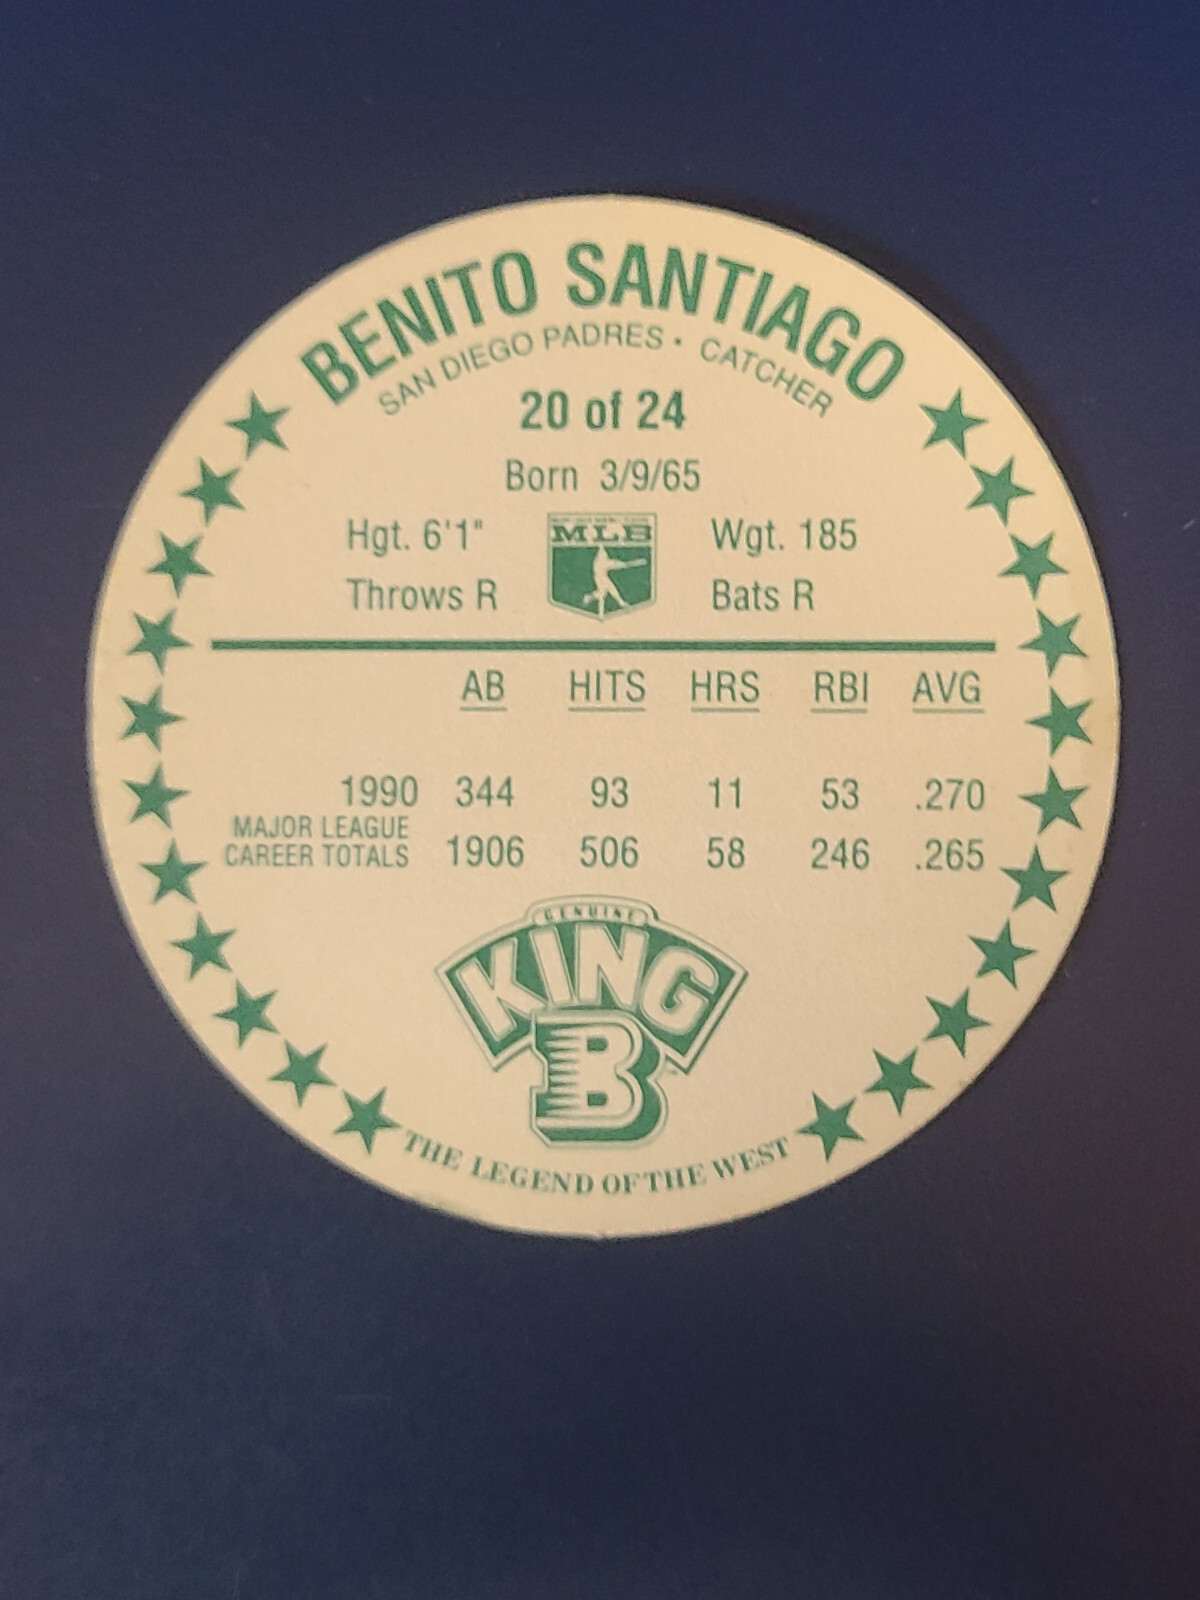 BENITO SANTIAGO
SAN DIEGO PADRES · CATCHER
20 of 24
Born 3/9/65
Hgt. 6'1" MLB Wgt. 185
Throws R Bats R
AB HITS HRS RBI AVG
1990 344 93 11 53 .270
MAJOR LEAGUE
CAREER TOTALS 1906 506 58 246 .265
GENUINE
KING
B
THE LEGEND OF THE WEST